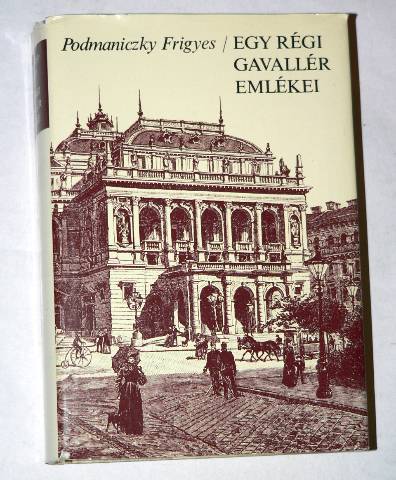 Podmaniczky Frigyes / EGY RÉGI
GAVALLÉR
EMLÉKEI